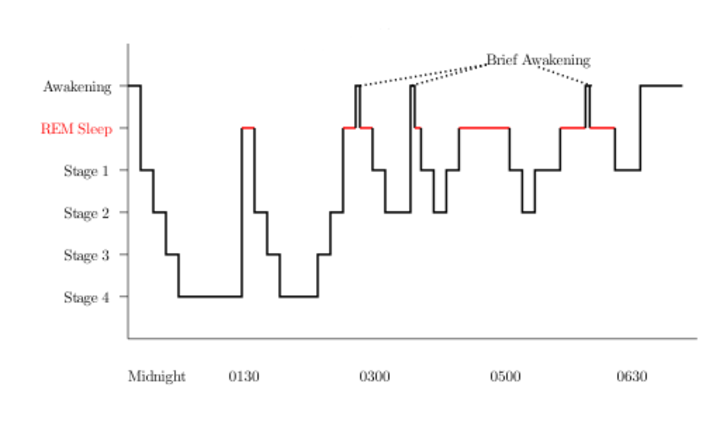 Brief Awakening
Awakening
REM Sleep
Stage 1
Stage 2
Stage 3
Stage 4
Midnight 0130 0300 0500 0630